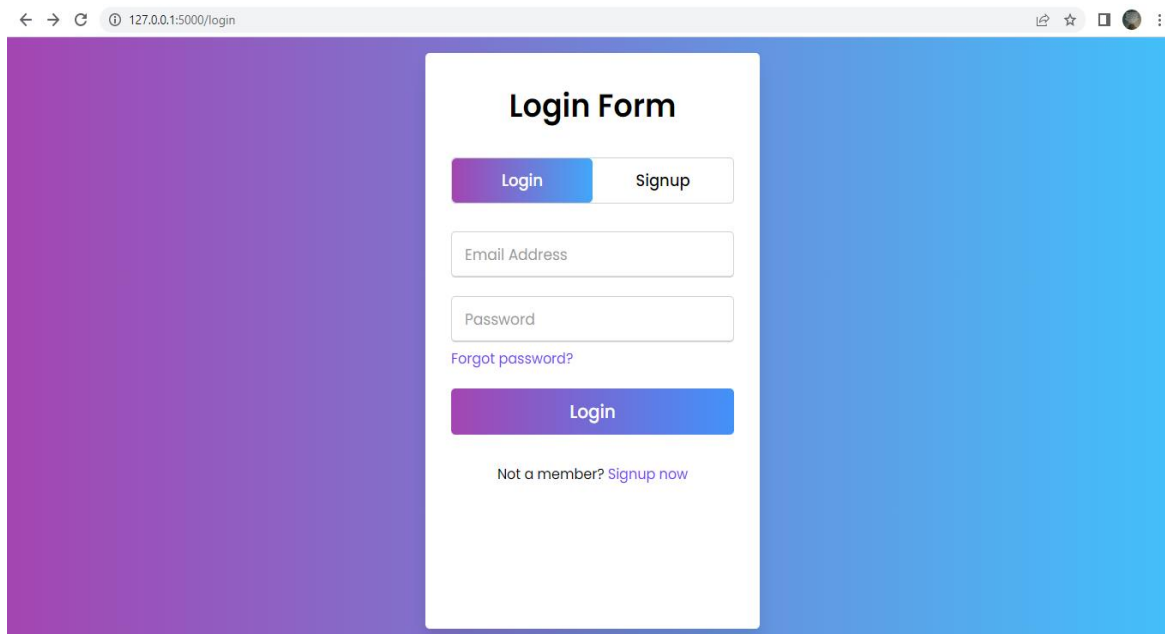 127.0.0.1:5000/login
Login Form
Login Signup
Email Address
Password
Forgot password?
Login
Not a member? Signup now